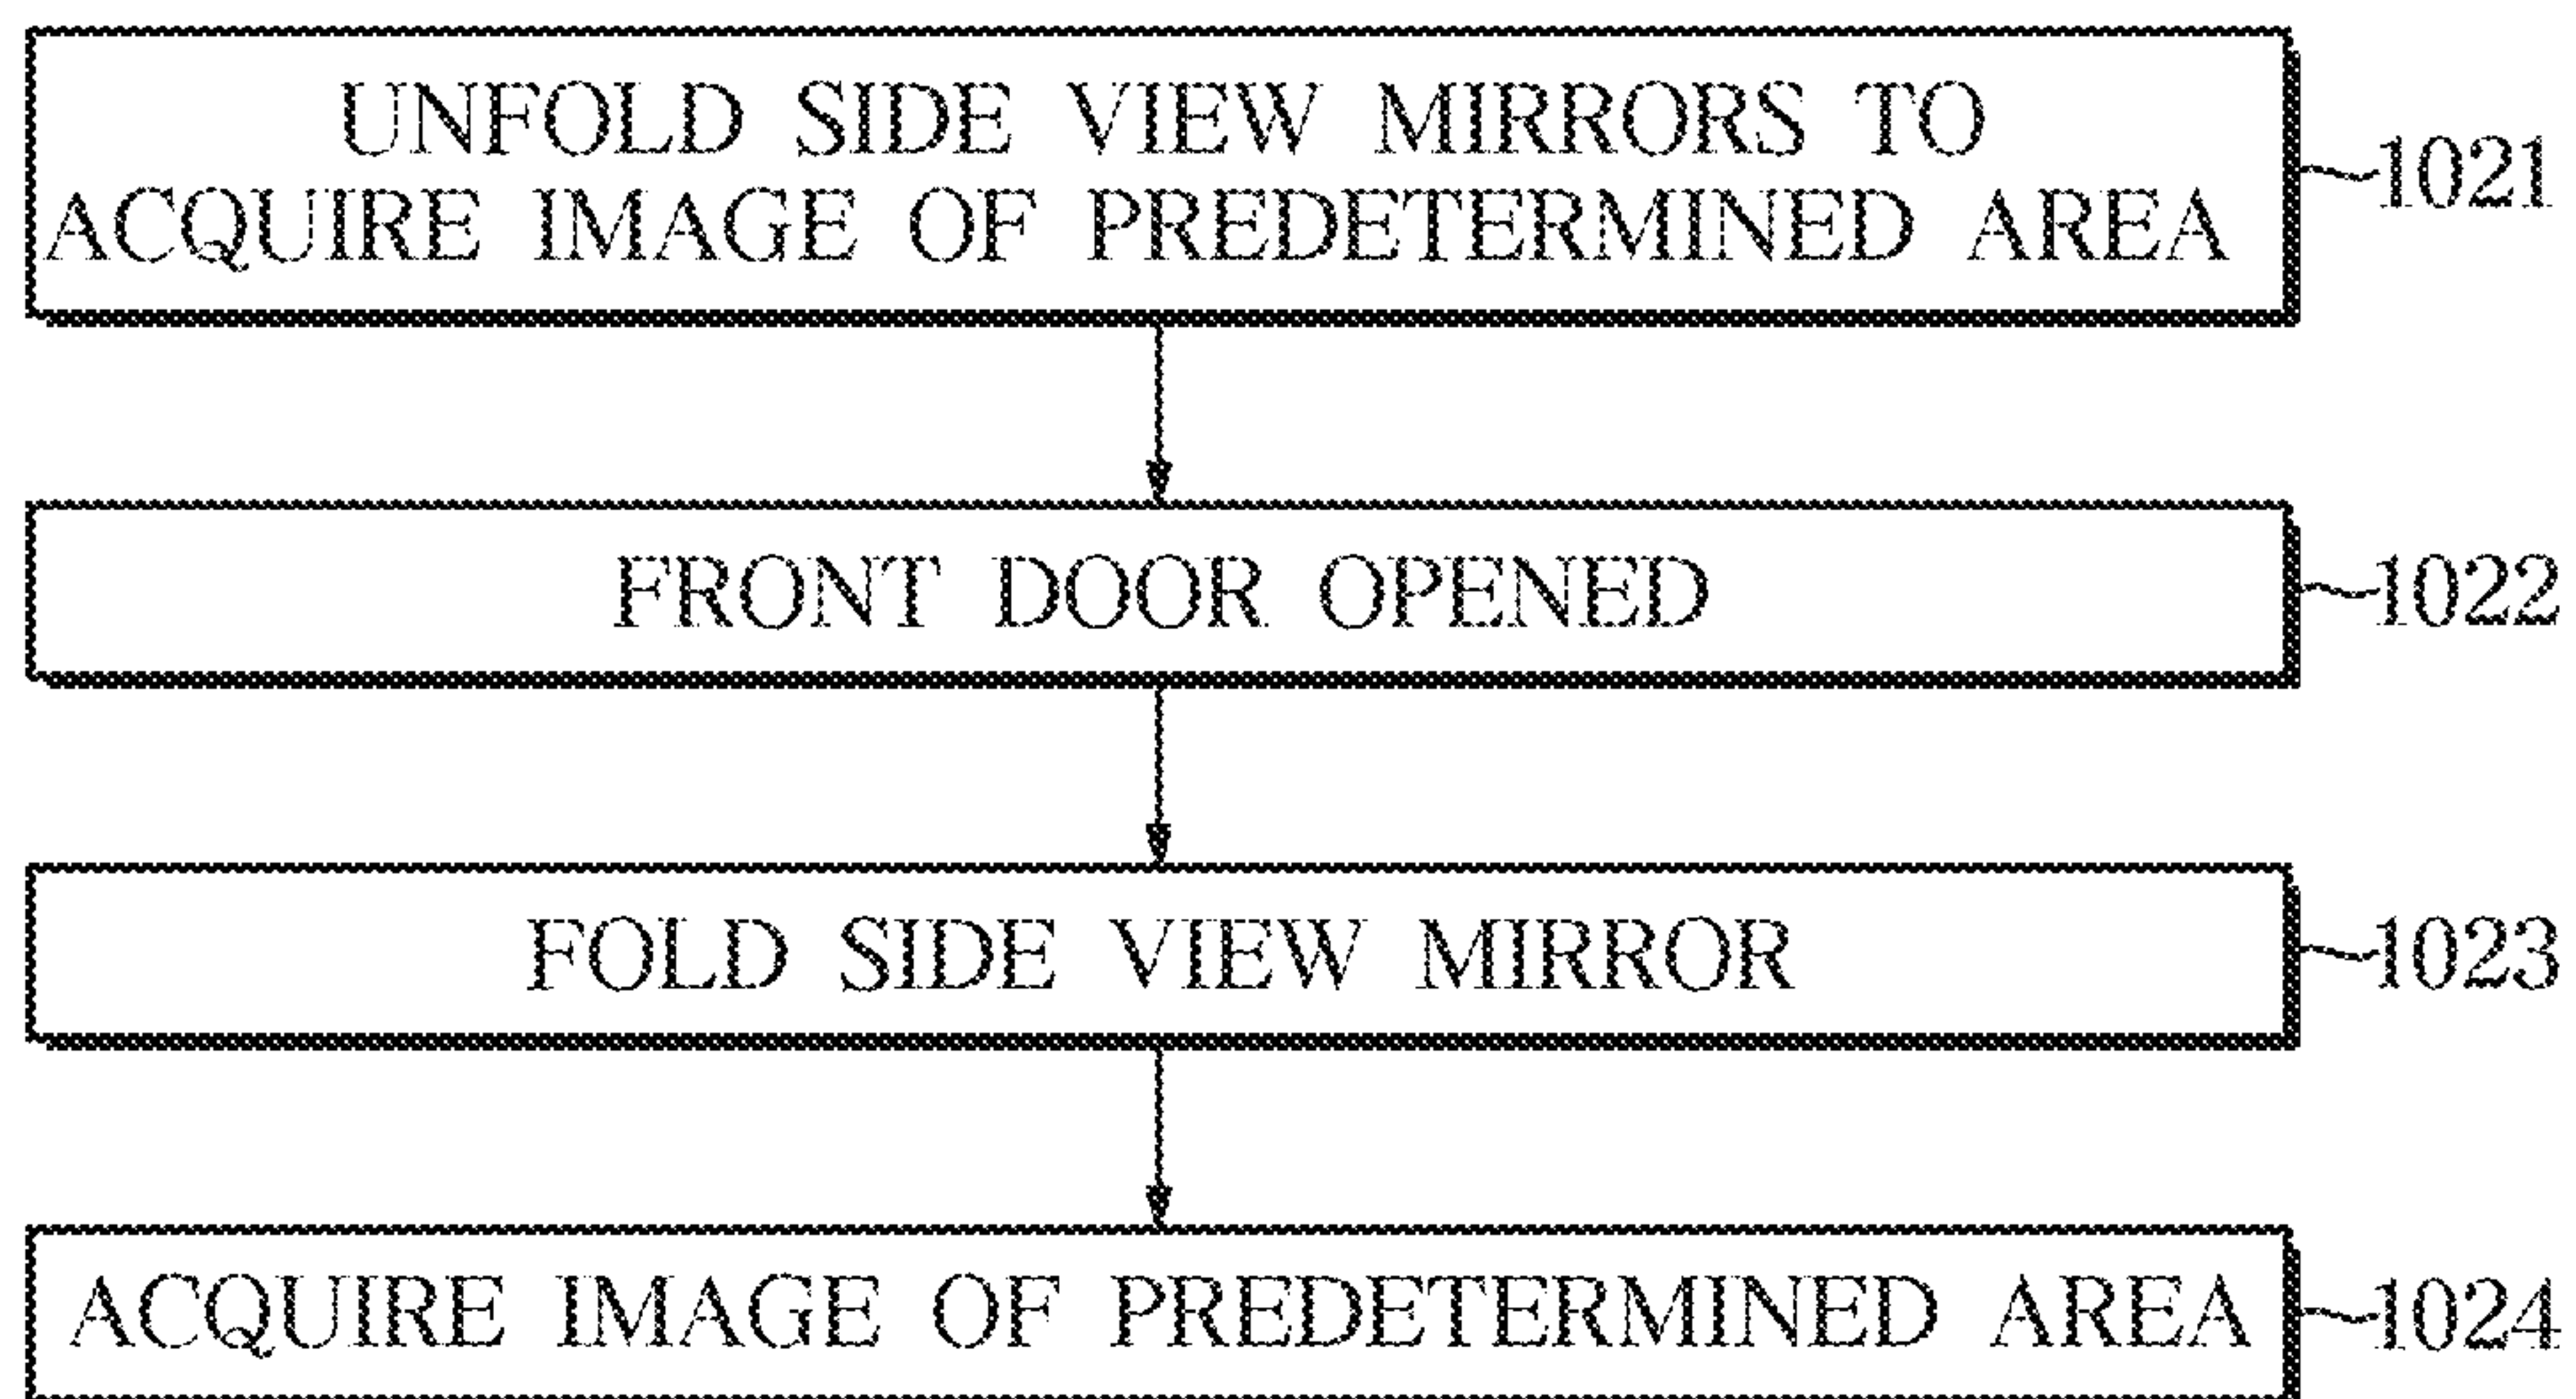 UNFOLD SIDE VIEW MIRRORS TO
ACQUIRE IMAGE OF PREDETERMINED AREA
1021
FRONT DOOR OPENED
1022
FOLD SIDE VIEW MIRROR
1023
ACQUIRE IMAGE OF PREDETERMINED AREA
1024